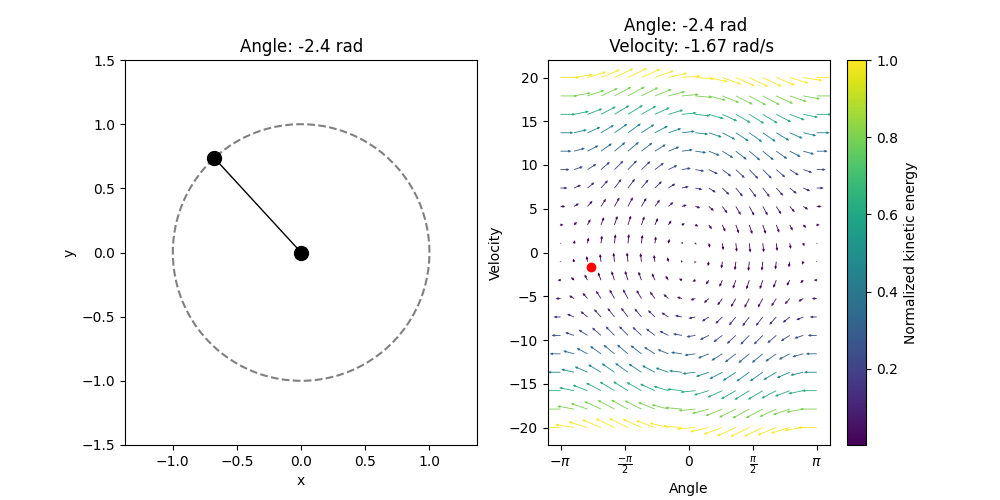 Angle: -2.4 rad
1.5
1.0
0.5
0.0
−0.5
−1.0
−1.5
y
−1.0
−0.5
0.0
0.5
1.0
x
Angle: -2.4 rad
Velocity: -1.67 rad/s
20
15
10
5
0
−5
−10
−15
−20
Velocity
−π
−π/2
0
π/2
π
Angle
1.0
0.8
0.6
0.4
0.2
Normalized kinetic energy